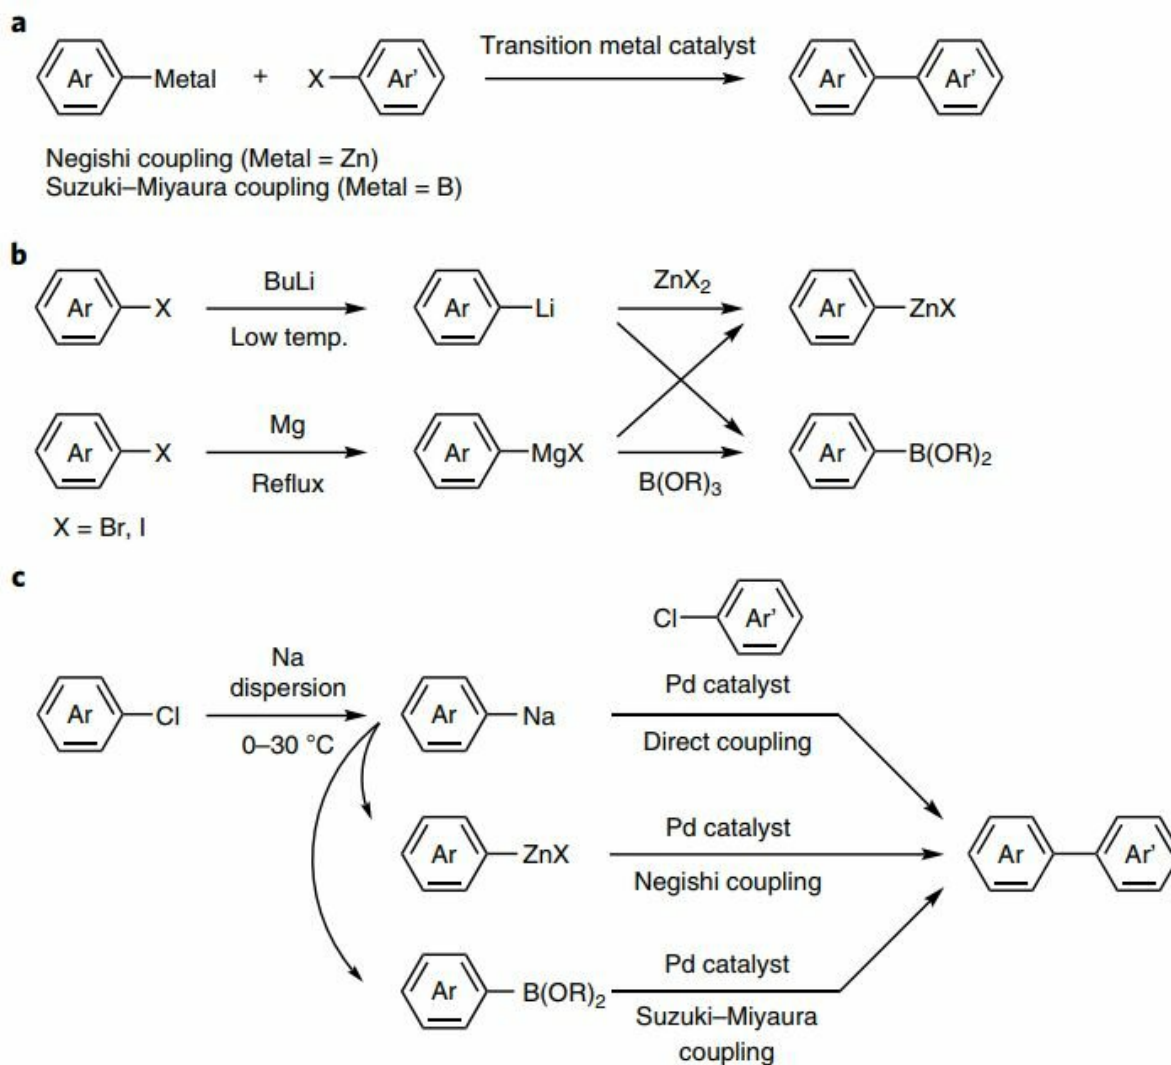 a
Ar Metal + X Ar' Transition metal catalyst Ar Ar'
Negishi coupling (Metal = Zn)
Suzuki–Miyaura coupling (Metal = B)
b
Ar X BuLi Ar Li ZnX2 Ar ZnX
Low temp.
Ar X Mg Ar MgX Ar B(OR)2
Reflux B(OR)3
X = Br, I
c
Cl Ar'
Ar Cl Na Ar Na Pd catalyst
dispersion
0–30 °C Direct coupling
Ar ZnX Pd catalyst Ar Ar'
Negishi coupling
Ar B(OR)2 Pd catalyst
Suzuki–Miyaura
coupling